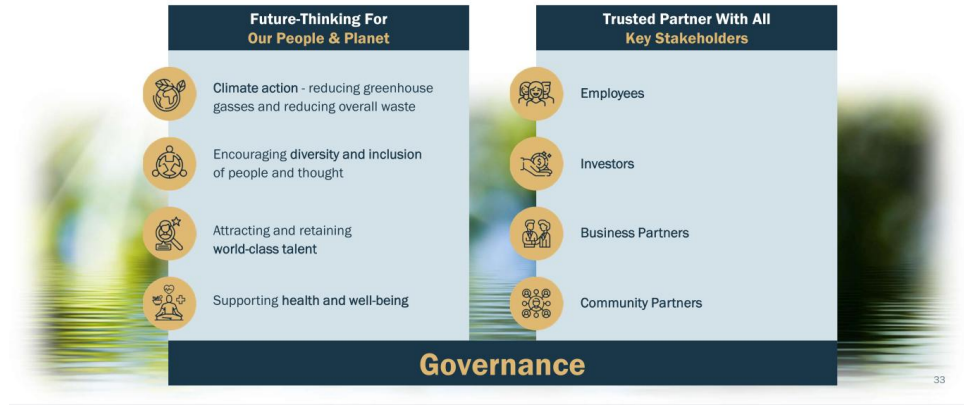 Future-Thinking For
Our People & Planet
Climate action - reducing greenhouse
gasses and reducing overall waste
Encouraging diversity and inclusion
of people and thought
Attracting and retaining
world-class talent
Supporting health and well-being
Trusted Partner With All
Key Stakeholders
Employees
Investors
Business Partners
Community Partners
Governance
33